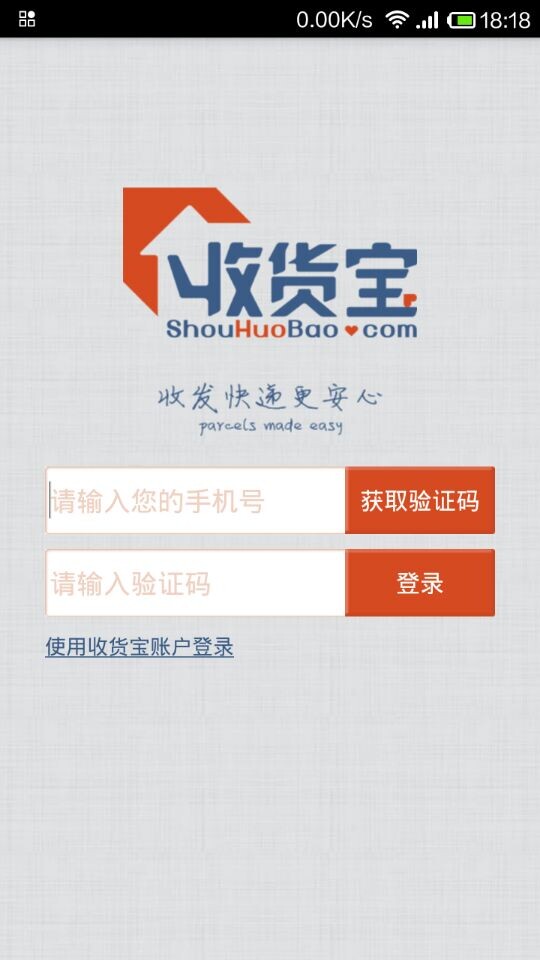 0.00K/s 18:18
收货宝
ShouHuoBao.com
收发快递更安心
parcels made easy
请输入您的手机号 获取验证码
请输入验证码 登录
使用收货宝账户登录